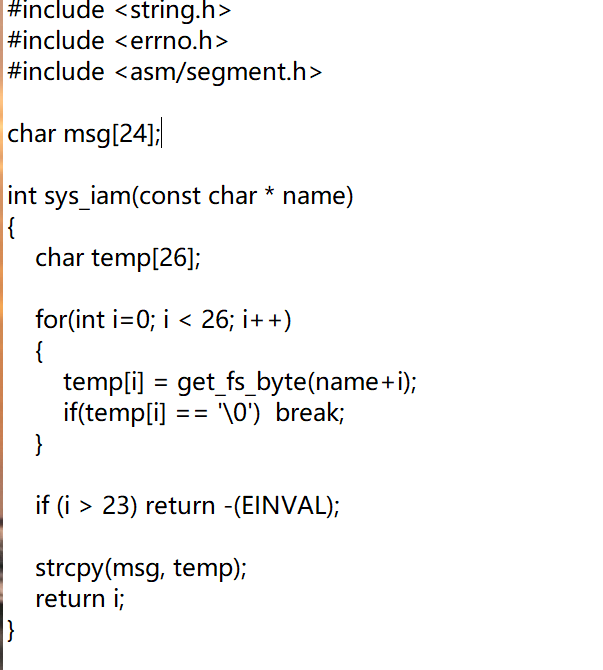 #include <string.h>
#include <errno.h>
#include <asm/segment.h>

char msg[24];

int sys_iam(const char * name)
{
    char temp[26];

    for(int i=0; i < 26; i++)
    {
        temp[i] = get_fs_byte(name+i);
        if(temp[i] == '\0')  break;
    }

    if (i > 23) return -(EINVAL);

    strcpy(msg, temp);
    return i;
}